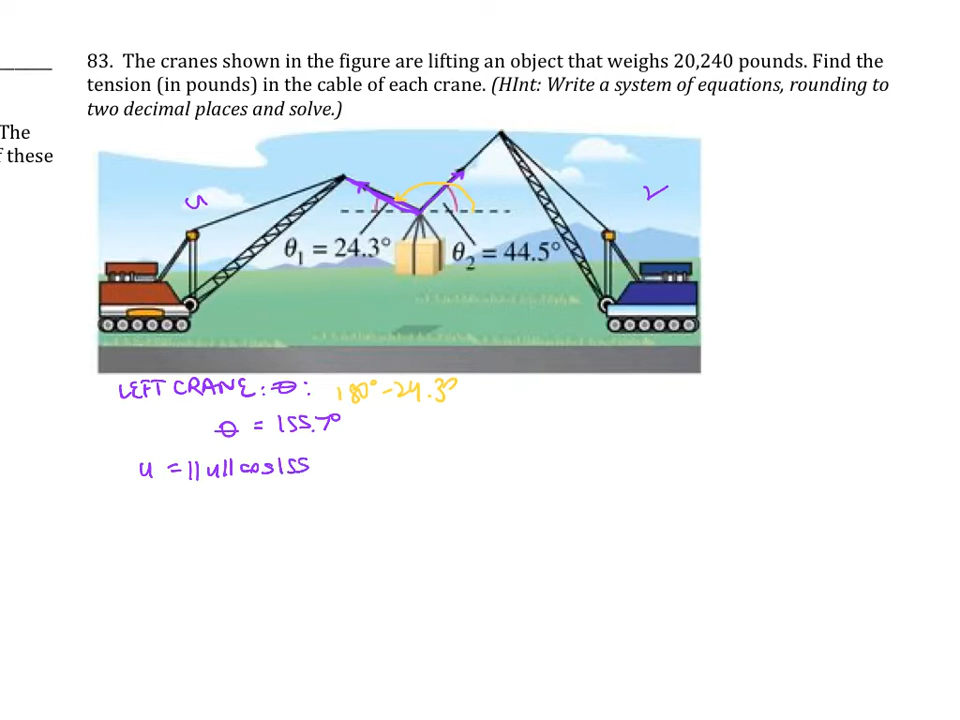 83. The cranes shown in the figure are lifting an object that weighs 20,240 pounds. Find the
tension (in pounds) in the cable of each crane. (HInt: Write a system of equations, rounding to
two decimal places and solve.)
The
f these
u
v
θ₁ = 24.3°
θ₂ = 44.5°
LEFT CRANE: θ: 180° - 24.3°
θ = 155.7°
u = ||u|| cos 155